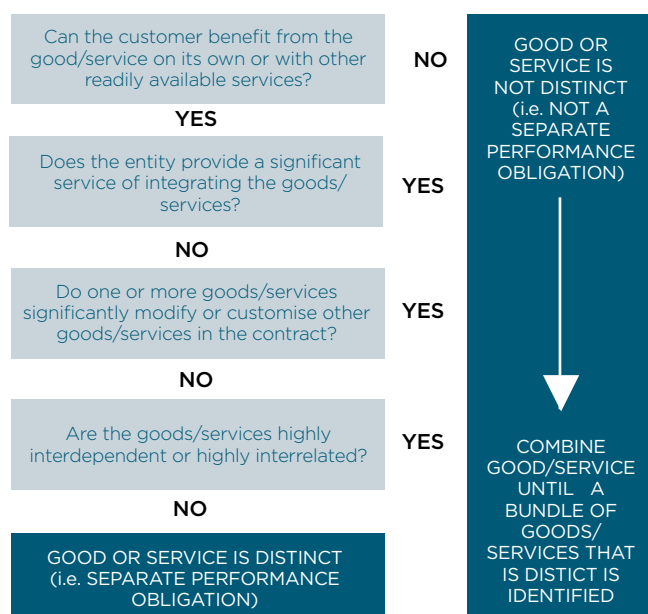 Can the customer benefit from the
good/service on its own or with other
readily available services?
NO
YES
Does the entity provide a significant
service of integrating the goods/
services?
YES
NO
Do one or more goods/services
significantly modify or customise other
goods/services in the contract?
YES
NO
Are the goods/services highly
interdependent or highly interrelated?
YES
NO
GOOD OR SERVICE IS DISTINCT
(i.e. SEPARATE PERFORMANCE
OBLIGATION)
GOOD OR
SERVICE IS
NOT DISTINCT
(i.e. NOT A
SEPARATE
PERFORMANCE
OBLIGATION)
COMBINE
GOOD/SERVICE
UNTIL A
BUNDLE OF
GOODS/
SERVICES THAT
IS DISTICT IS
IDENTIFIED